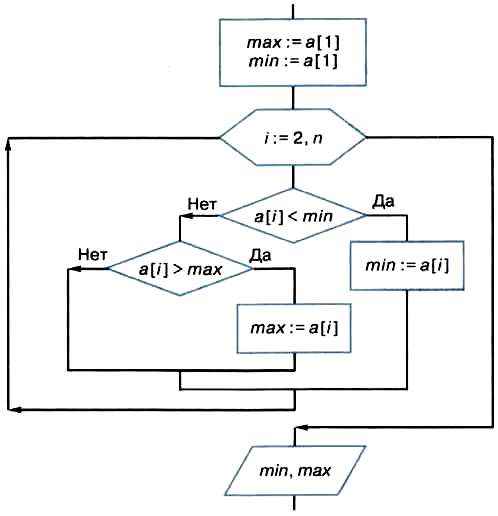 max := a[1]
min := a[1]
i := 2, n
Нет
Да
a[i] < min
Нет
Да
a[i] > max
min := a[i]
max := a[i]
min, max